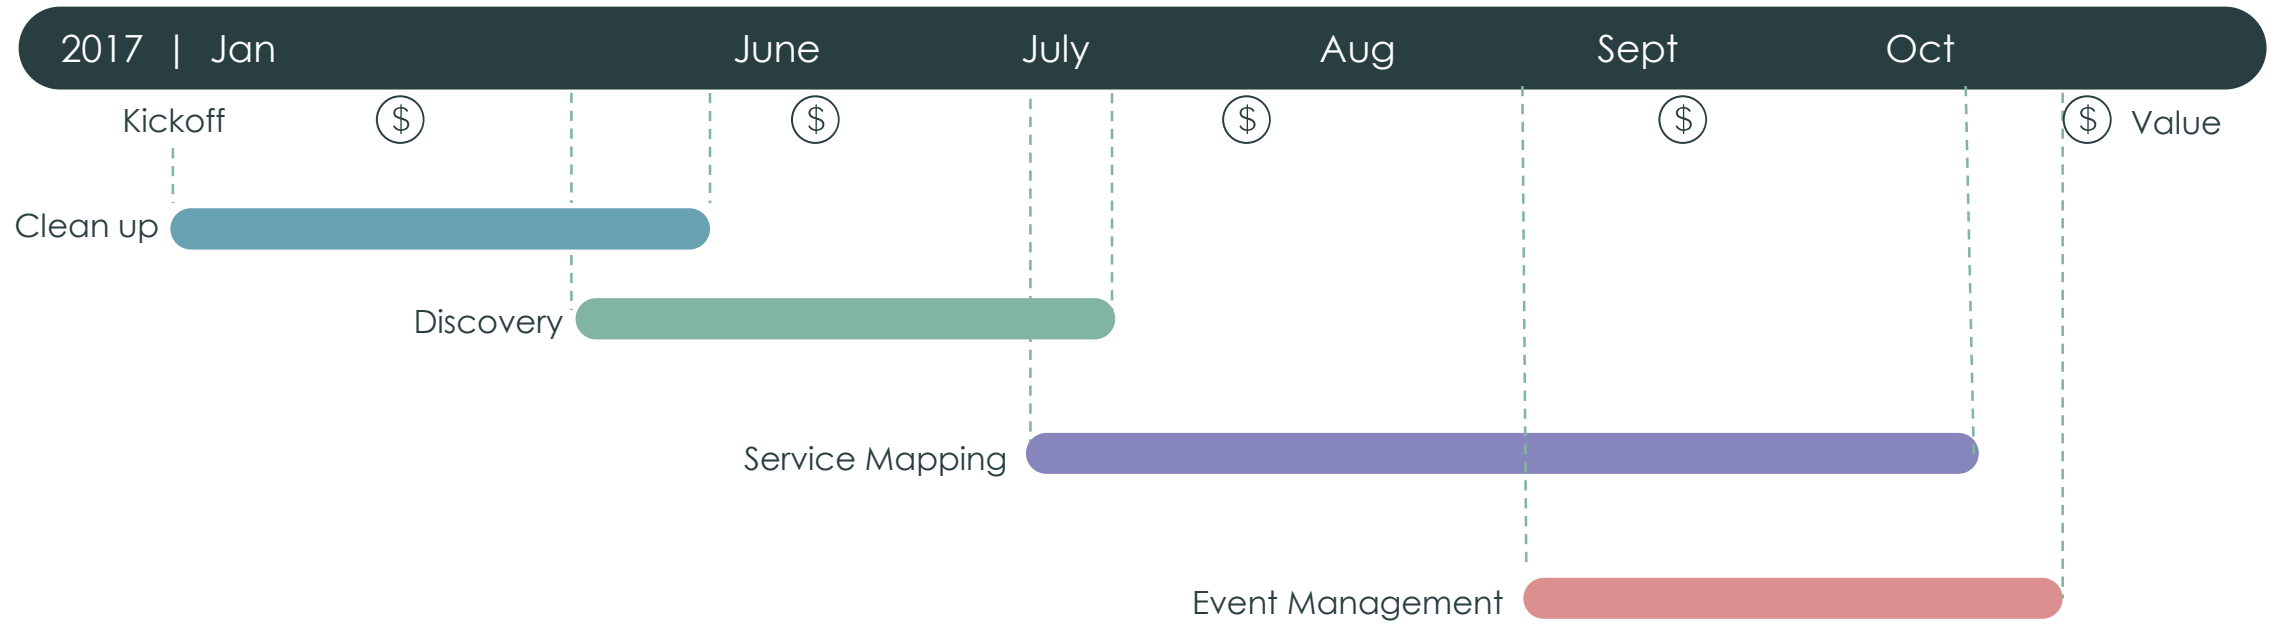 2017 | Jan June July Aug Sept Oct
Kickoff $ $ $ $ $ Value
Clean up
Discovery
Service Mapping
Event Management